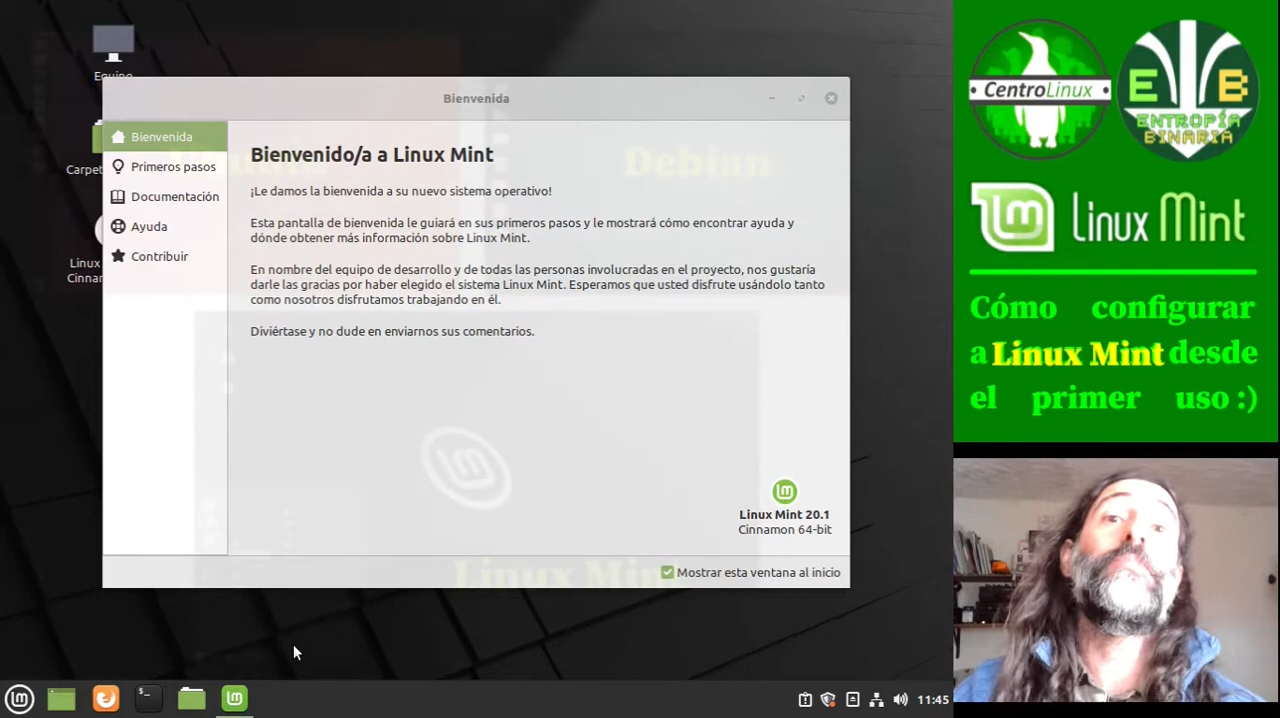 Equipo
Carpet
Linux
Cinnar
Bienvenida
Bienvenida
Primeros pasos
Documentación
Ayuda
Contribuir
Bienvenido/a a Linux Mint
¡Le damos la bienvenida a su nuevo sistema operativo!
Esta pantalla de bienvenida le guiará en sus primeros pasos y le mostrará cómo encontrar ayuda y
dónde obtener más información sobre Linux Mint.
En nombre del equipo de desarrollo y de todas las personas involucradas en el proyecto, nos gustaría
darle las gracias por haber elegido el sistema Linux Mint. Esperamos que usted disfrute usándolo tanto
como nosotros disfrutamos trabajando en él.
Diviértase y no dude en enviarnos sus comentarios.
Debian
Linux Mint
Linux Mint 20.1
Cinnamon 64-bit
Mostrar esta ventana al inicio
11:45
CentroLinux
E B
ENTROPÍA
BINARIA
Linux Mint
Cómo configurar
a Linux Mint desde
el primer uso :)